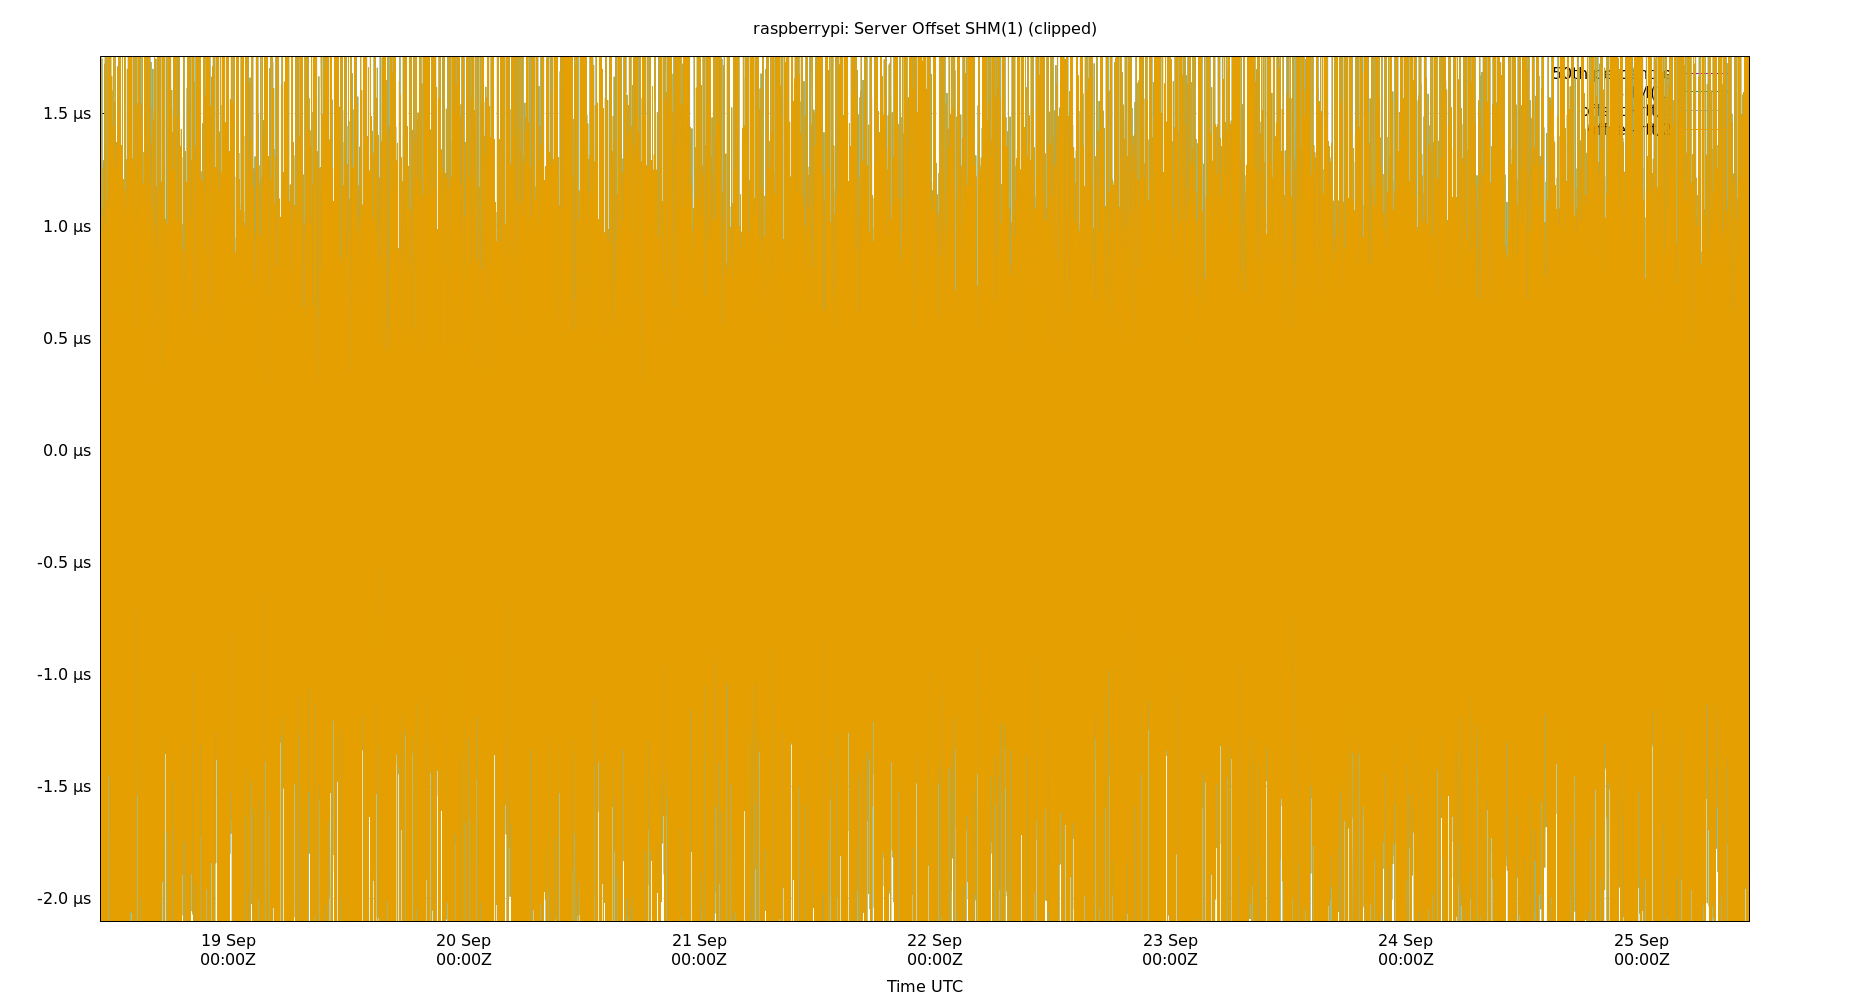 raspberrypi: Server Offset SHM(1) (clipped)
1.5 µs
1.0 µs
0.5 µs
0.0 µs
-0.5 µs
-1.0 µs
-1.5 µs
-2.0 µs
19 Sep 20 Sep 21 Sep 22 Sep 23 Sep 24 Sep 25 Sep
00:00Z 00:00Z 00:00Z 00:00Z 00:00Z 00:00Z 00:00Z
Time UTC